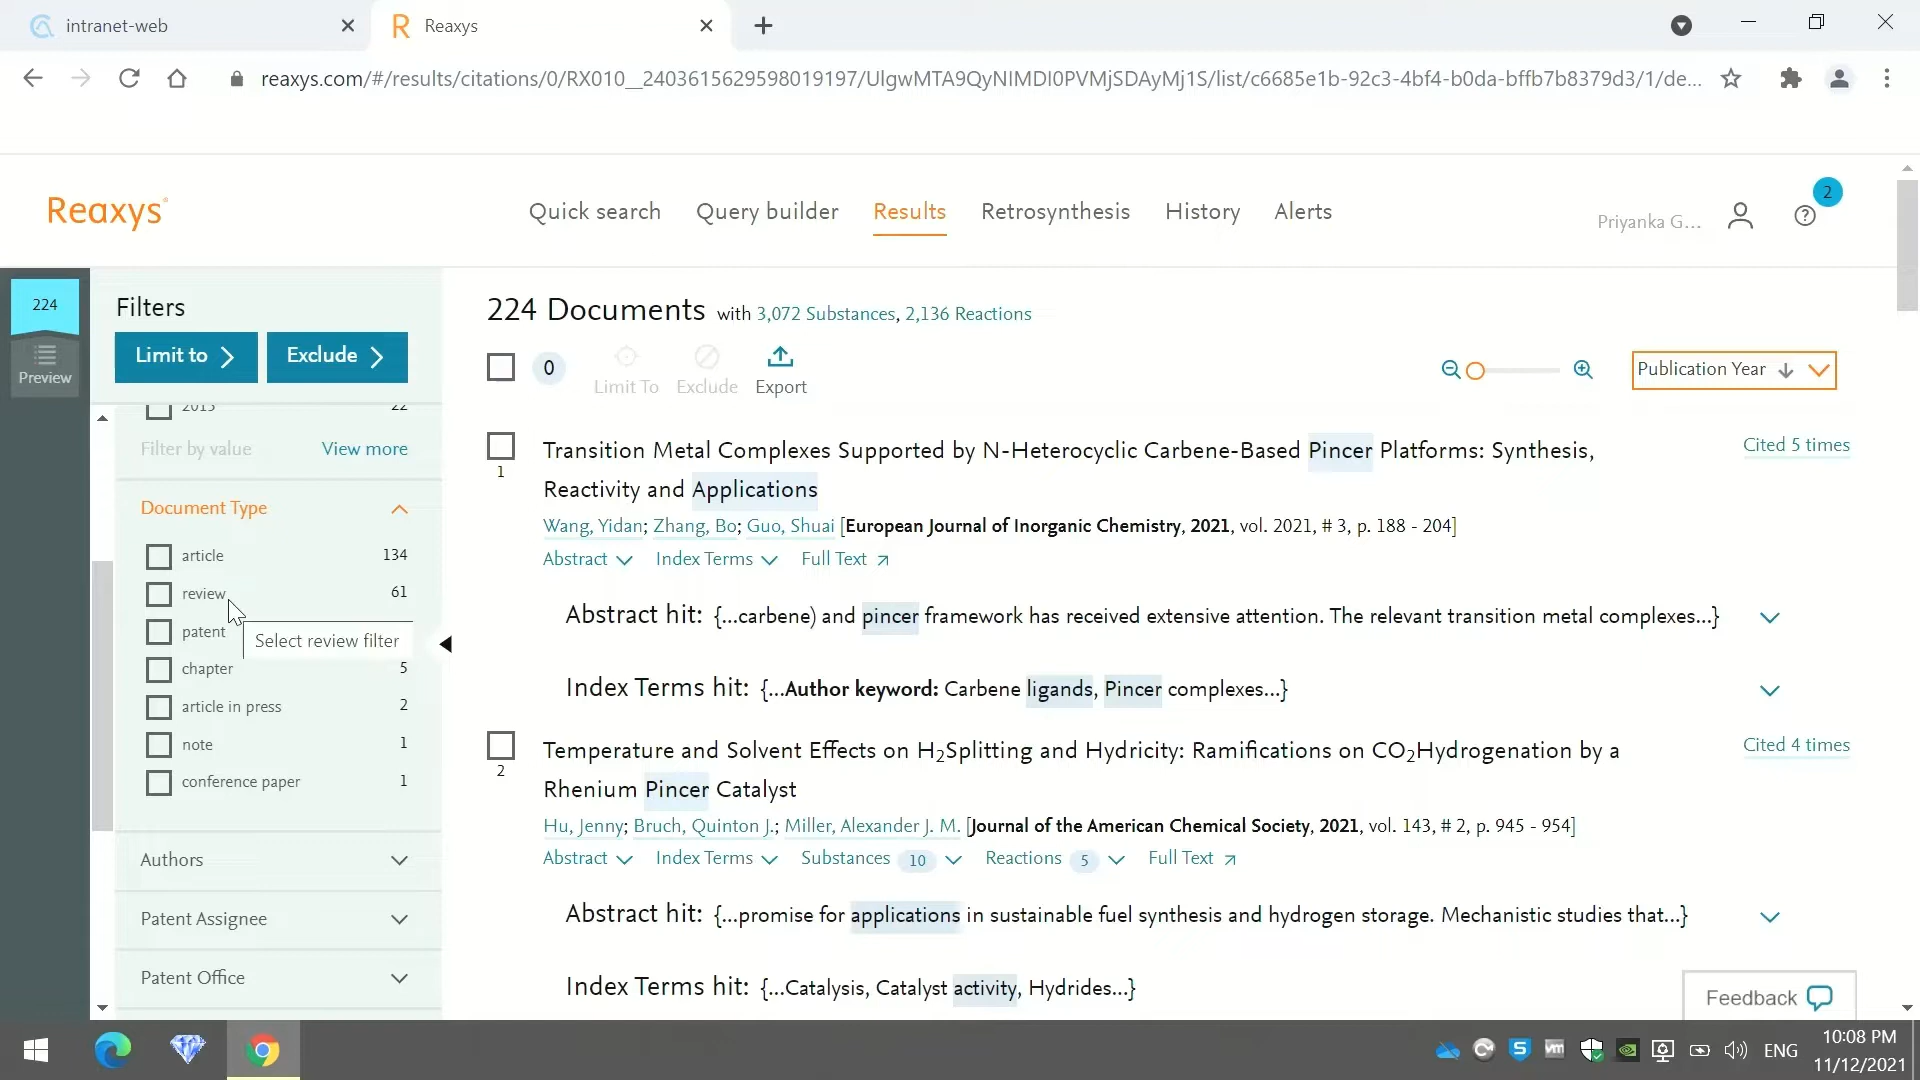 intranet-web
Reaxys
reaxys.com/#/results/citations/0/RX010__2403615629598019197/UlgwMTA9QyNIMDI0PVMjSDAyMj1S/list/c6685e1b-92c3-4bf4-b0da-bffb7b8379d3/1/de...
Reaxys
Quick search
Query builder
Results
Retrosynthesis
History
Alerts
Priyanka G...
2
224
Preview
Filters
Limit to
Exclude
2015 22
Filter by value View more
Document Type
article 134
review 61
patent
Select review filter
chapter 5
article in press 2
note 1
conference paper 1
Authors
Patent Assignee
Patent Office
224 Documents with 3,072 Substances, 2,136 Reactions
0
Limit To
Exclude
Export
Publication Year
1
Transition Metal Complexes Supported by N-Heterocyclic Carbene-Based Pincer Platforms: Synthesis,
Reactivity and Applications
Cited 5 times
Wang, Yidan; Zhang, Bo; Guo, Shuai [European Journal of Inorganic Chemistry, 2021, vol. 2021, # 3, p. 188 - 204]
Abstract Index Terms Full Text
Abstract hit: {...carbene) and pincer framework has received extensive attention. The relevant transition metal complexes...}
Index Terms hit: {...Author keyword: Carbene ligands, Pincer complexes...}
2
Temperature and Solvent Effects on H2Splitting and Hydricity: Ramifications on CO2Hydrogenation by a
Rhenium Pincer Catalyst
Cited 4 times
Hu, Jenny; Bruch, Quinton J.; Miller, Alexander J. M. [Journal of the American Chemical Society, 2021, vol. 143, # 2, p. 945 - 954]
Abstract Index Terms Substances 10 Reactions 5 Full Text
Abstract hit: {...promise for applications in sustainable fuel synthesis and hydrogen storage. Mechanistic studies that...}
Index Terms hit: {...Catalysis, Catalyst activity, Hydrides...}
Feedback
ENG
10:08 PM
11/12/2021